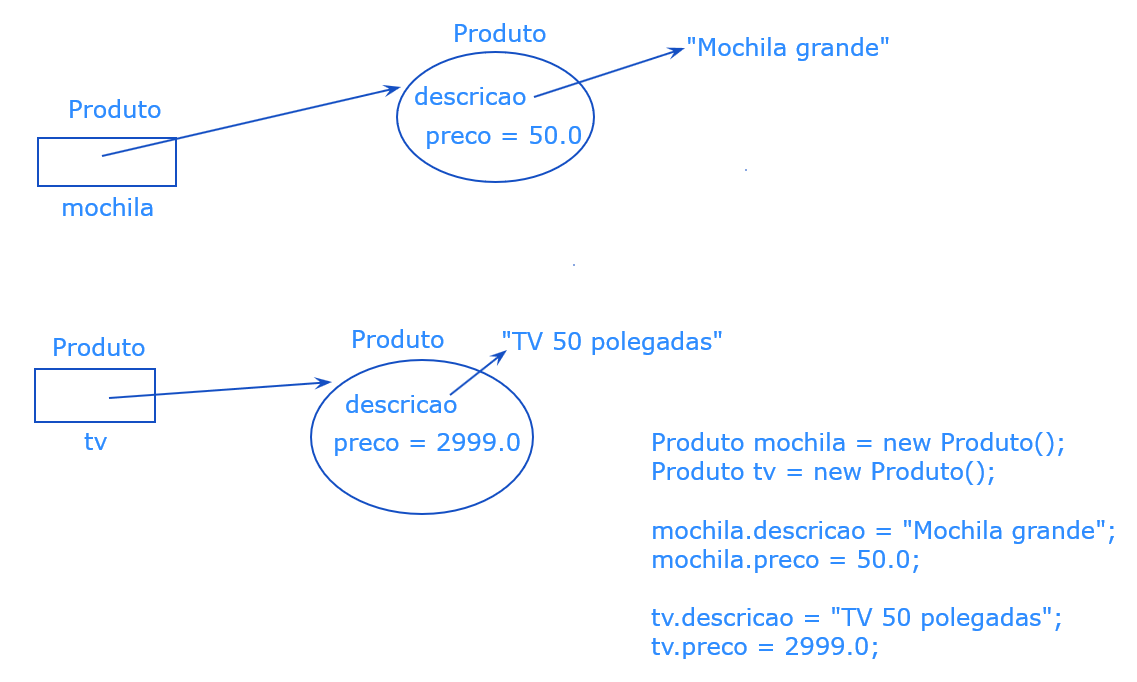 Produto
"Mochila grande"
descricao
preco = 50.0
Produto
mochila
Produto
"TV 50 polegadas"
Produto
descricao
preco = 2999.0
tv
Produto mochila = new Produto();
Produto tv = new Produto();
mochila.descricao = "Mochila grande";
mochila.preco = 50.0;
tv.descricao = "TV 50 polegadas";
tv.preco = 2999.0;